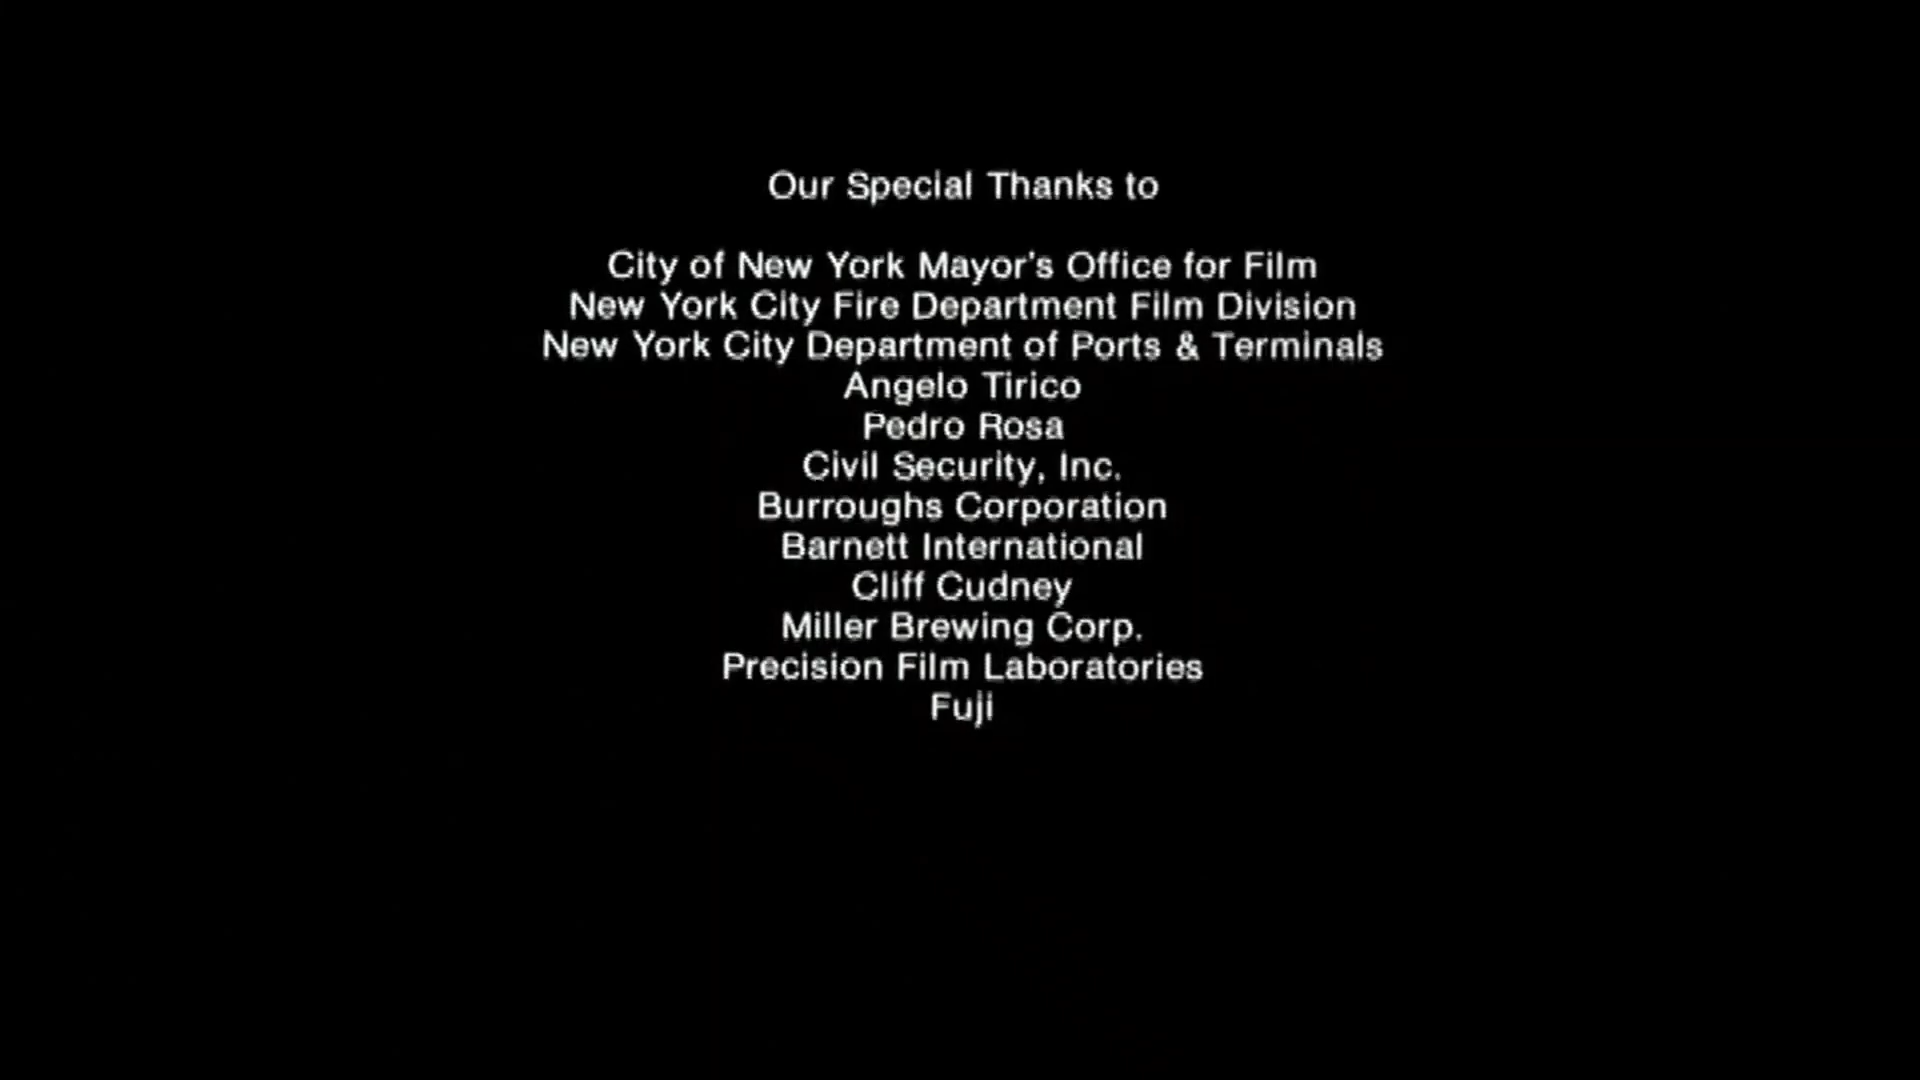 Our Special Thanks to
City of New York Mayor's Office for Film
New York City Fire Department Film Division
New York City Department of Ports & Terminals
Angelo Tirico
Pedro Rosa
Civil Security, Inc.
Burroughs Corporation
Barnett International
Cliff Cudney
Miller Brewing Corp.
Precision Film Laboratories
Fuji